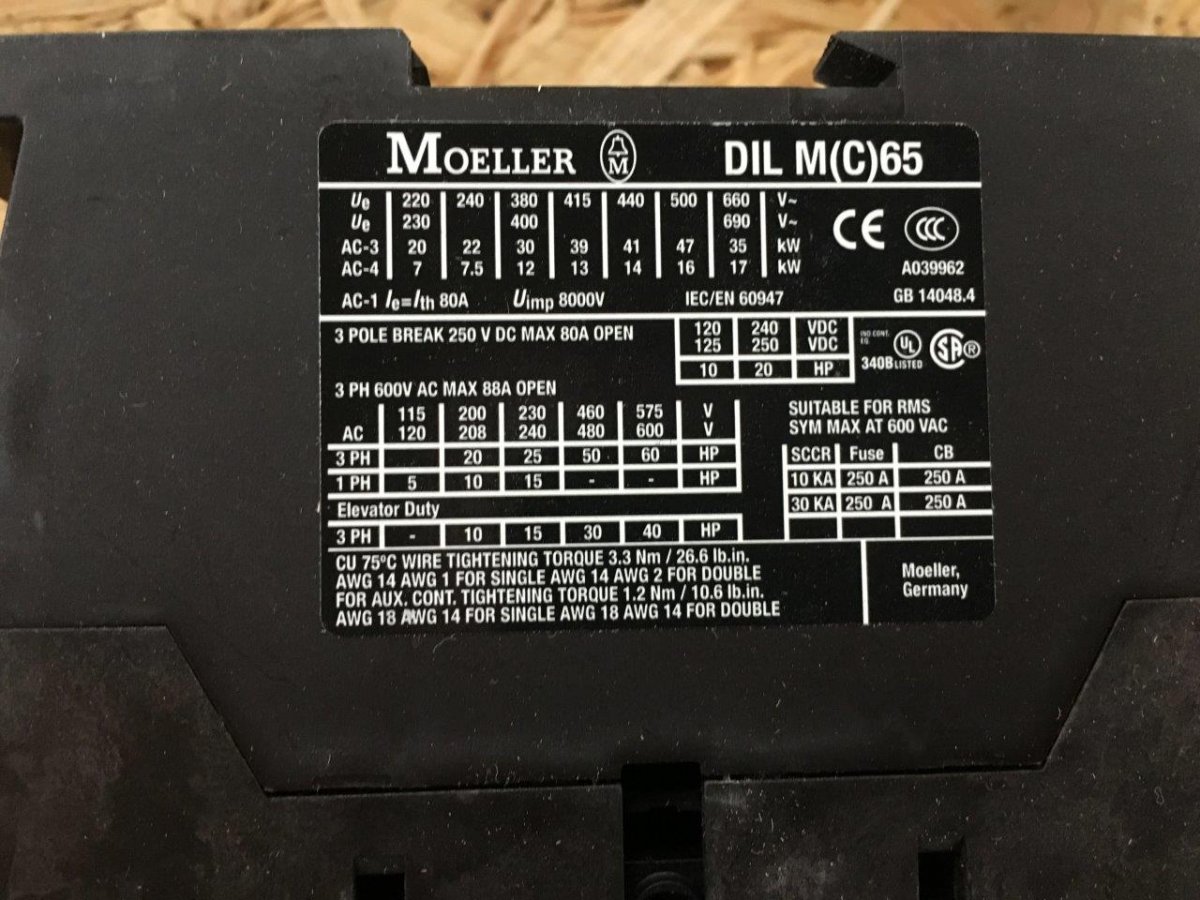 MOELLER M DIL M(C)65
Ue 220 240 380 415 440 500 660 V~
Ue 230 400 690 V~
AC-3 20 22 30 39 41 47 35 kW
AC-4 7 7.5 12 13 14 16 17 kW
CE CCC
A039962
AC-1 Ie=Ith 80A Uimp 8000V IEC/EN 60947 GB 14048.4
3 POLE BREAK 250 V DC MAX 80A OPEN
120 240 VDC
125 250 VDC
10 20 HP
IND CONT.
EQ
340B UL LISTED SA ®
3 PH 600V AC MAX 88A OPEN
115 200 230 460 575 V
AC 120 208 240 480 600 V
3 PH 20 25 50 60 HP
1 PH 5 10 15 - - HP
Elevator Duty
3 PH - 10 15 30 40 HP
SUITABLE FOR RMS
SYM MAX AT 600 VAC
SCCR Fuse CB
10 KA 250 A 250 A
30 KA 250 A 250 A
CU 75ºC WIRE TIGHTENING TORQUE 3.3 Nm / 26.6 lb.in.
AWG 14 AWG 1 FOR SINGLE AWG 14 AWG 2 FOR DOUBLE
FOR AUX. CONT. TIGHTENING TORQUE 1.2 Nm / 10.6 lb.in.
AWG 18 AWG 14 FOR SINGLE AWG 18 AWG 14 FOR DOUBLE
Moeller,
Germany